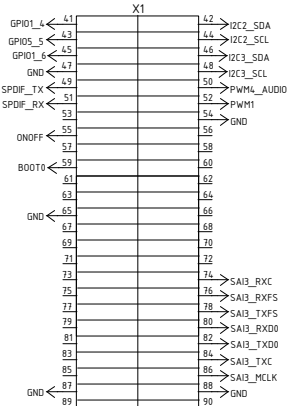 X1
41 42
GPIO1_4 I2C2_SDA
43 44
GPIO5_5 I2C2_SCL
45 46
GPIO1_6 I2C3_SDA
47 48
GND I2C3_SCL
49 50
SPDIF_TX PWM4_AUDIO
51 52
SPDIF_RX PWM1
53 54
GND
55 56
ONOFF
57 58
59 60
BOOT0
61 62
63 64
65 66
GND
67 68
69 70
71 72
73 74
SAI3_RXC
75 76
SAI3_RXFS
77 78
SAI3_TXFS
79 80
SAI3_RXD0
81 82
SAI3_TXD0
83 84
SAI3_TXC
85 86
SAI3_MCLK
87 88
GND GND
89 90